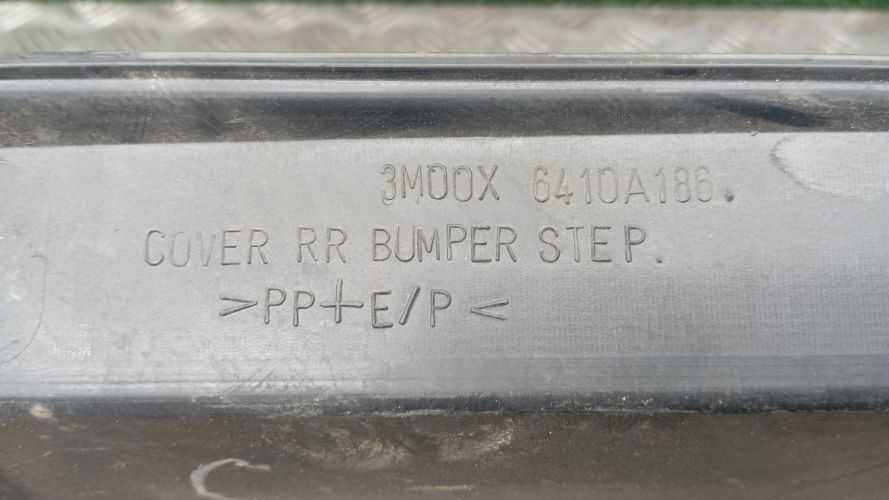 3M00X 6410A186.
COVER RR BUMPER STEP.
>PP+E/P<